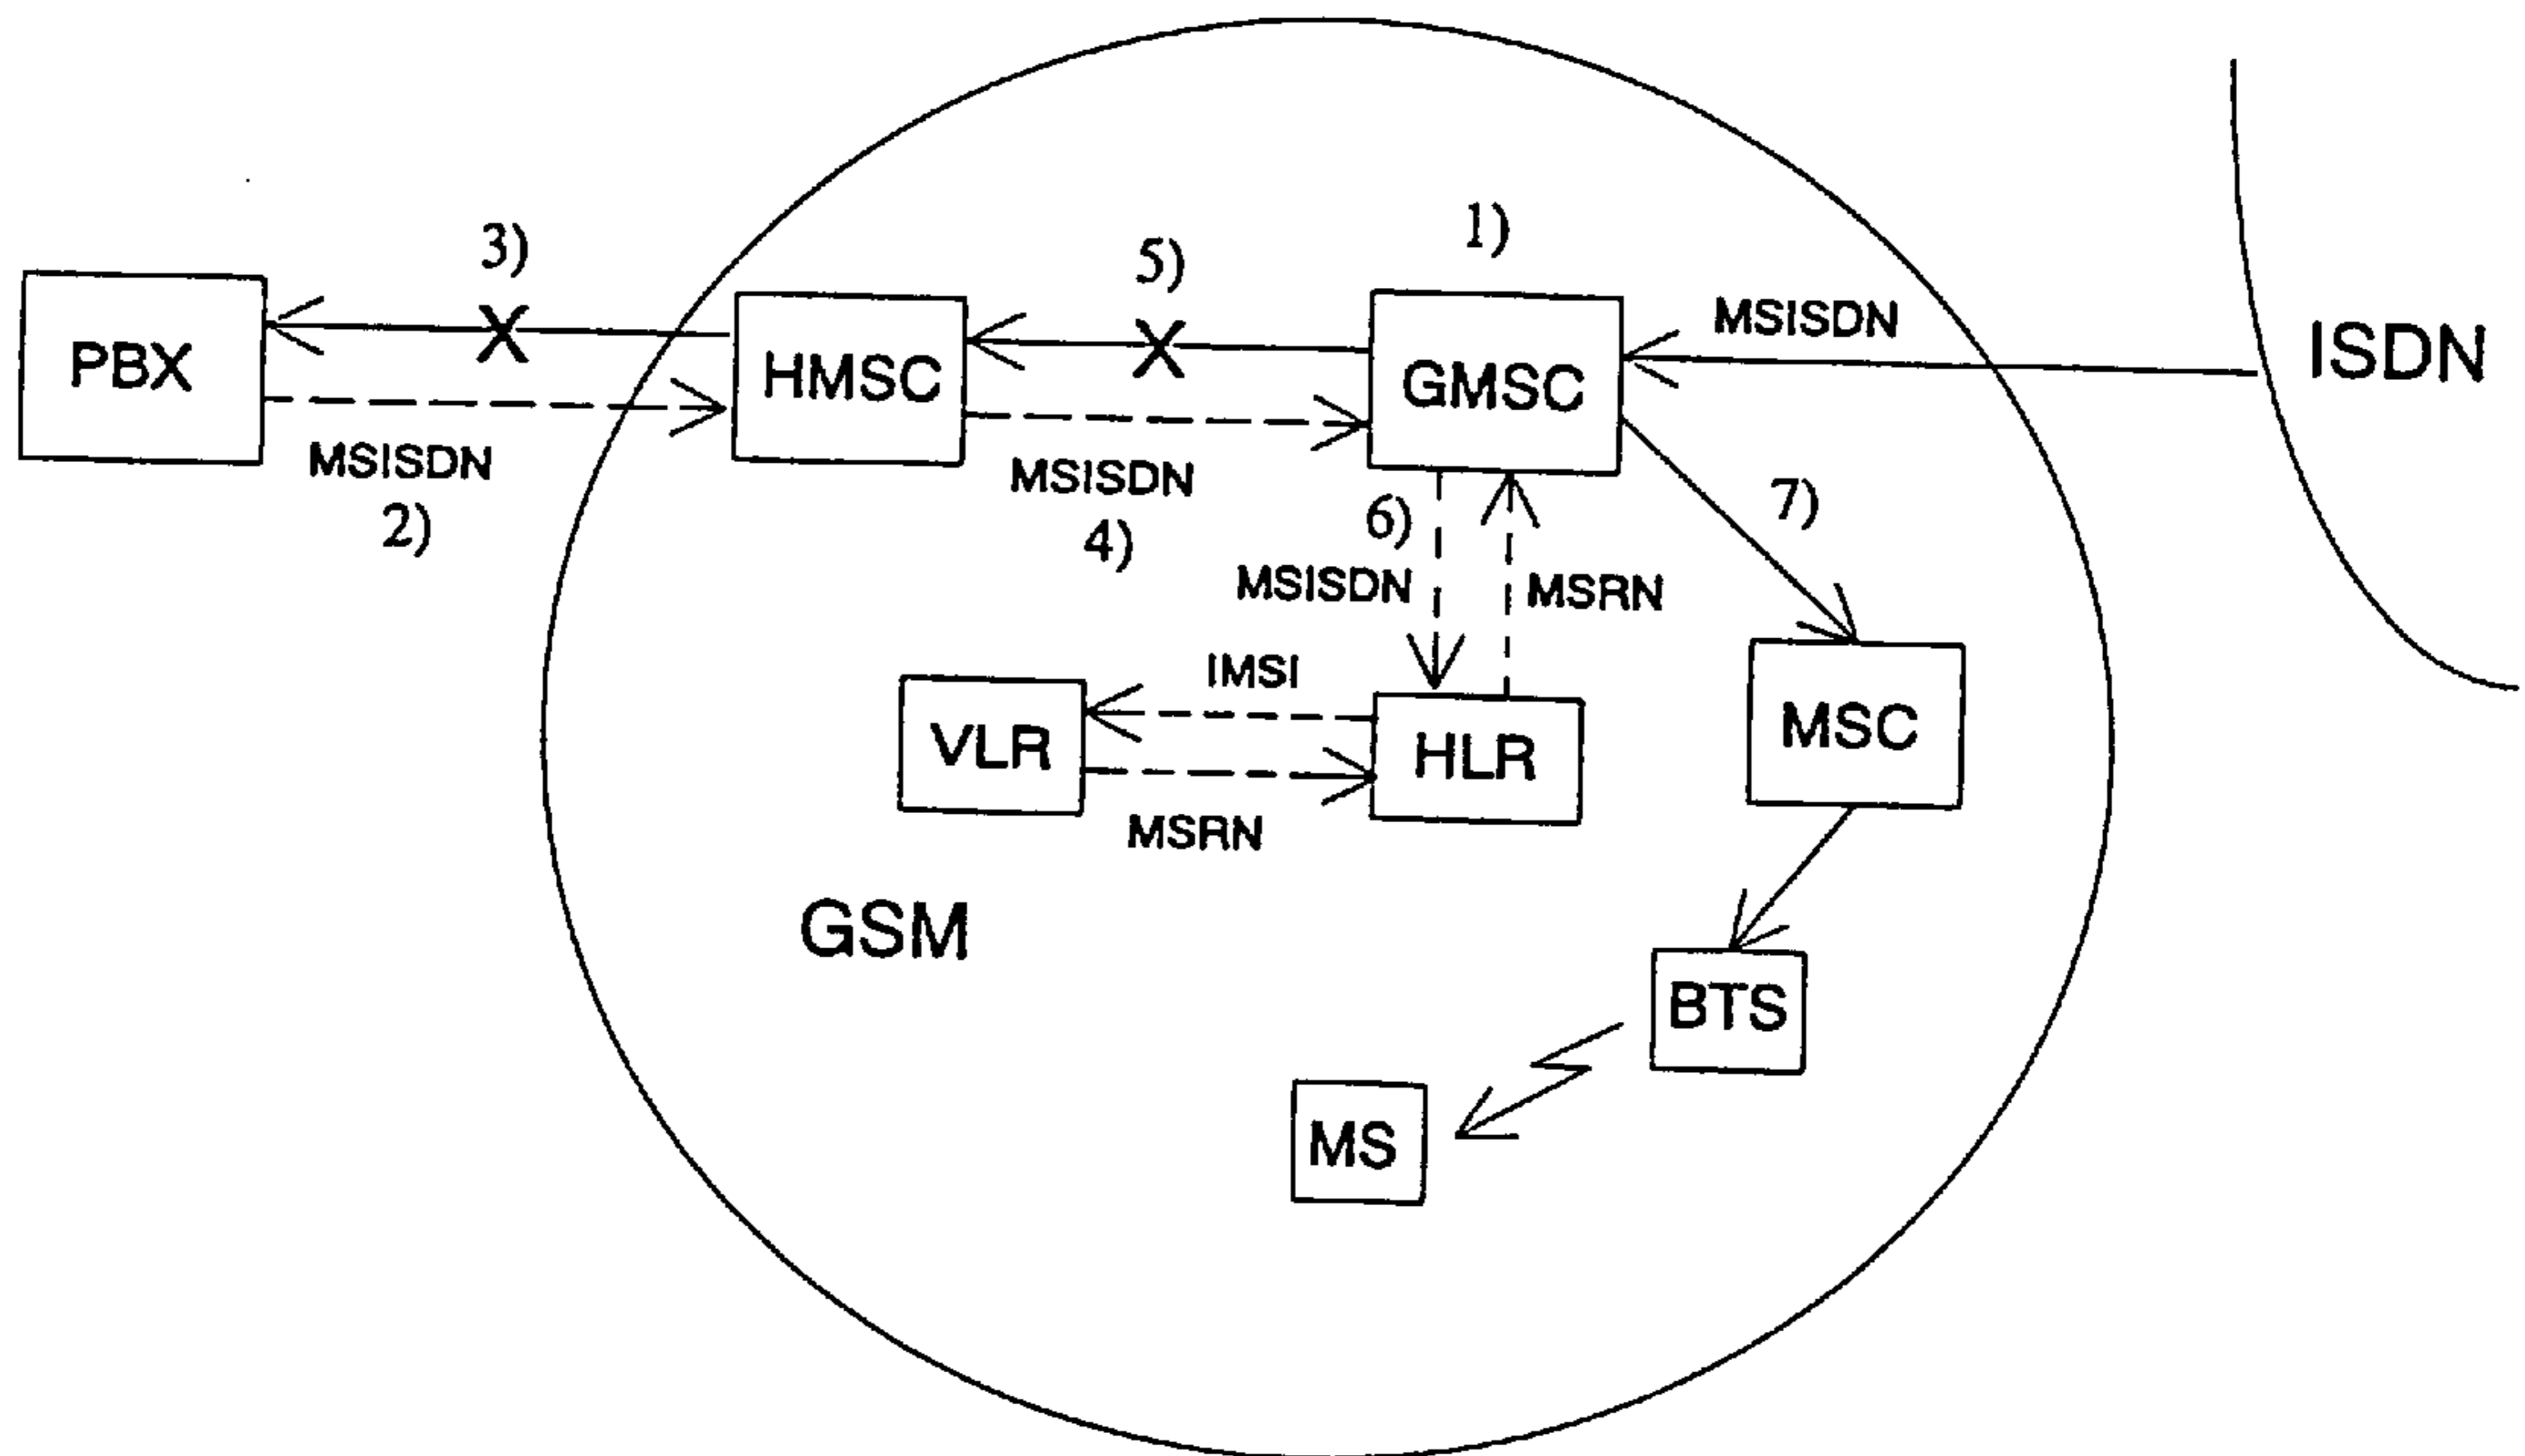 1)
3)
5)
MSISDN
ISDN
PBX
HMSC
GMSC
MSISDN
2)
MSISDN
4)
6)
7)
MSISDN
MSRN
IMSI
VLR
HLR
MSC
MSRN
GSM
BTS
MS